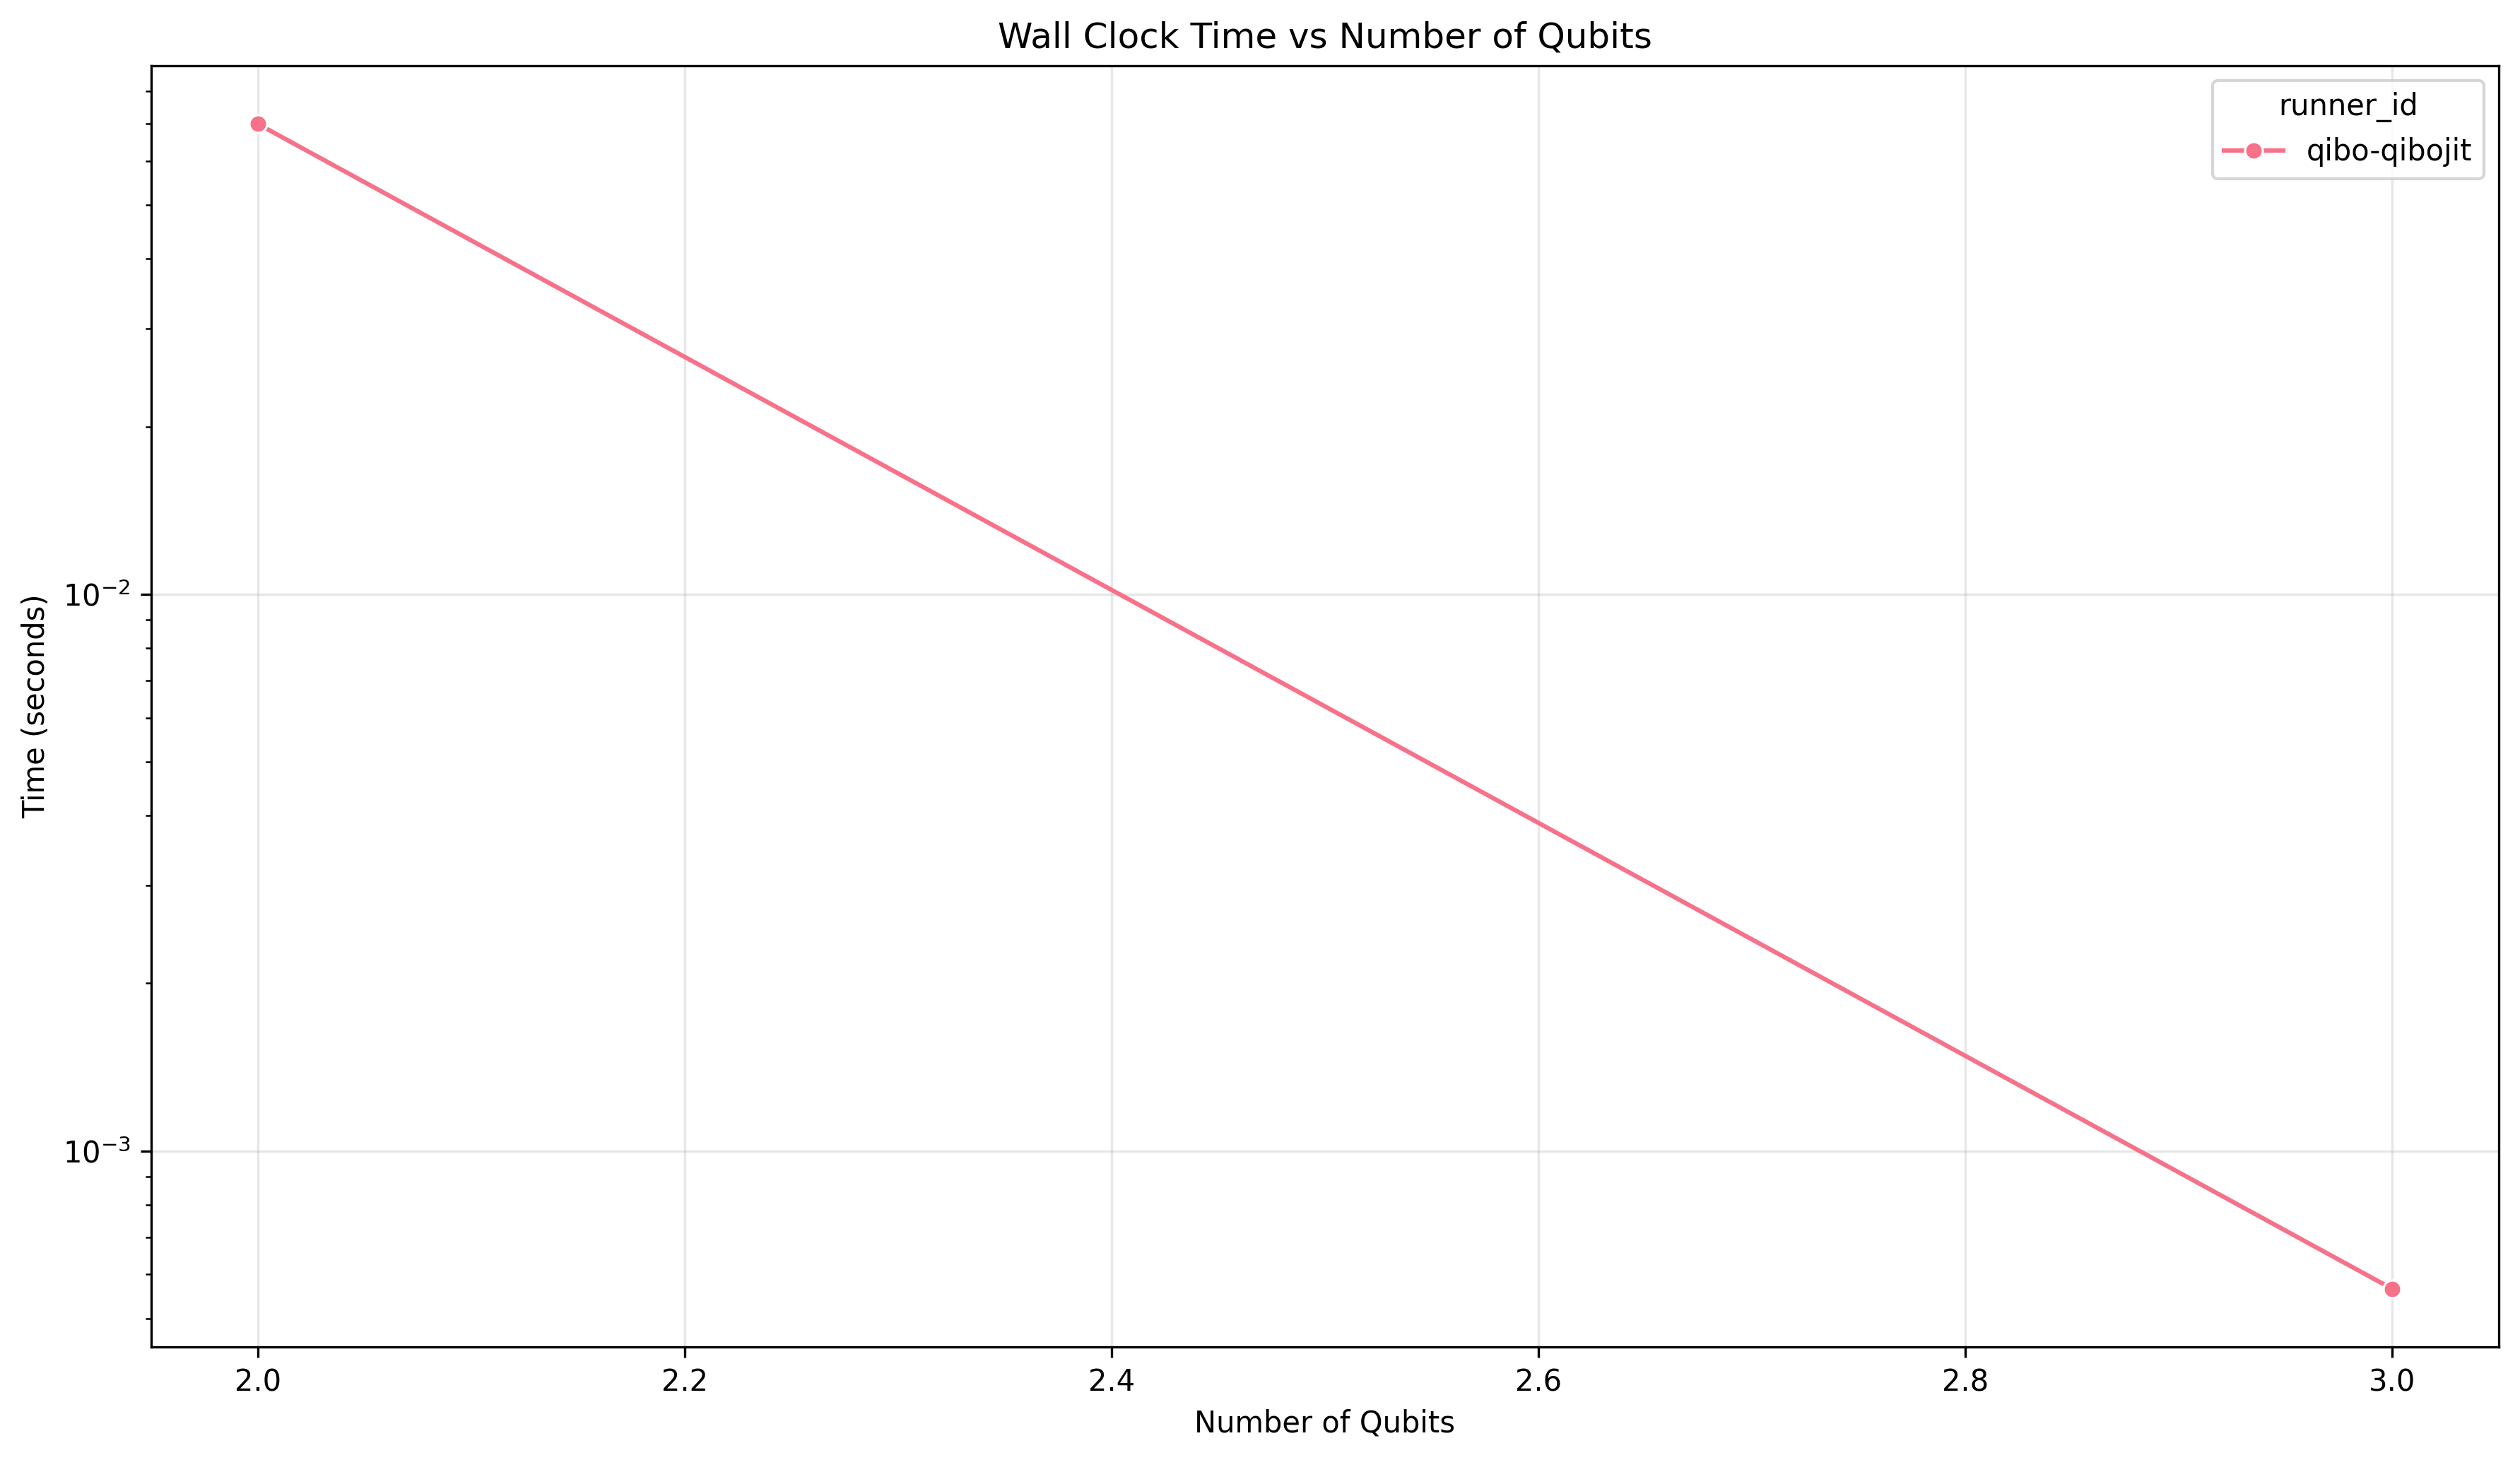 Wall Clock Time vs Number of Qubits
runner_id
qibo-qibojit
Time (seconds)
10⁻²
10⁻³
2.0 2.2 2.4 2.6 2.8 3.0
Number of Qubits